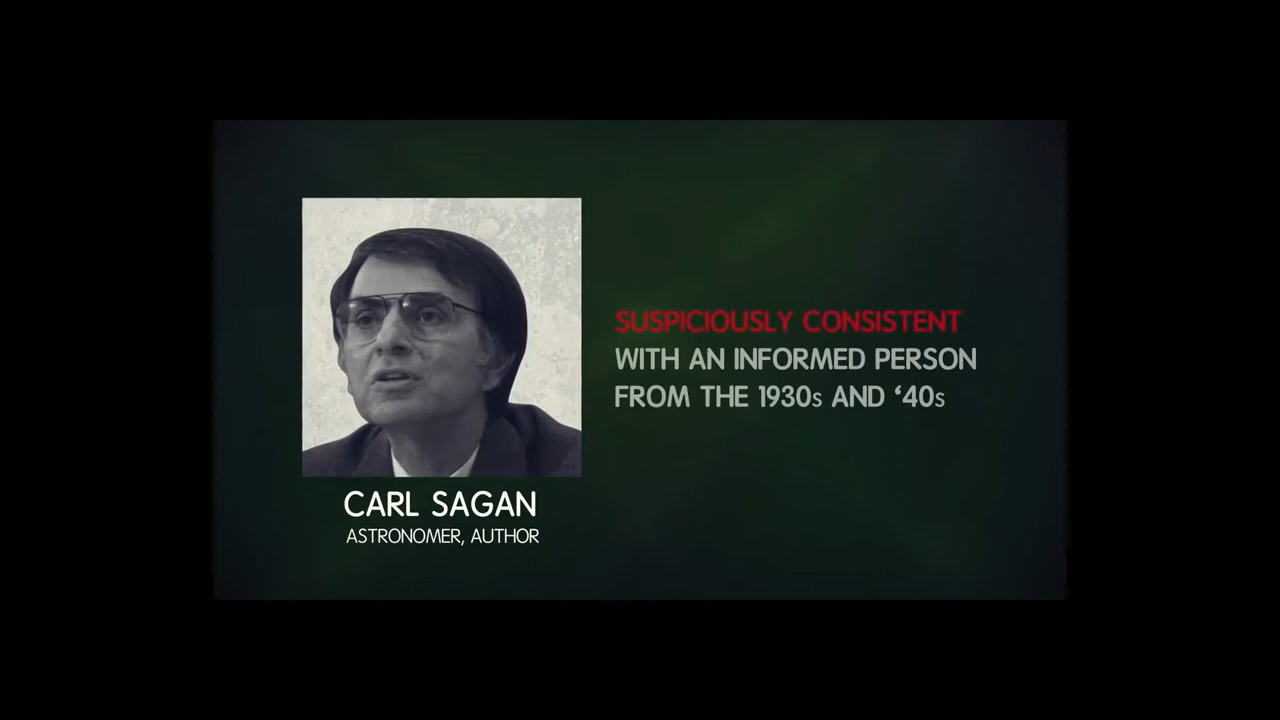 SUSPICIOUSLY CONSISTENT
WITH AN INFORMED PERSON
FROM THE 1930s AND ‘40s
CARL SAGAN
ASTRONOMER, AUTHOR